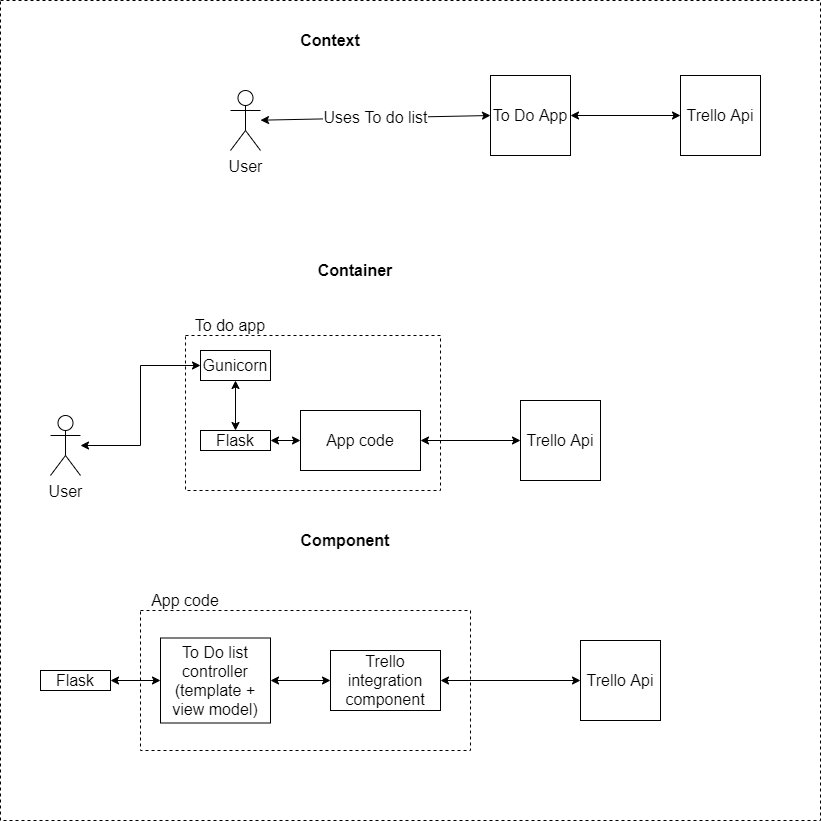 Context
Uses To do list
To Do App
Trello Api
User
Container
To do app
Gunicorn
Flask
App code
Trello Api
User
Component
App code
To Do list
controller
(template +
view model)
Trello
integration
component
Flask
Trello Api